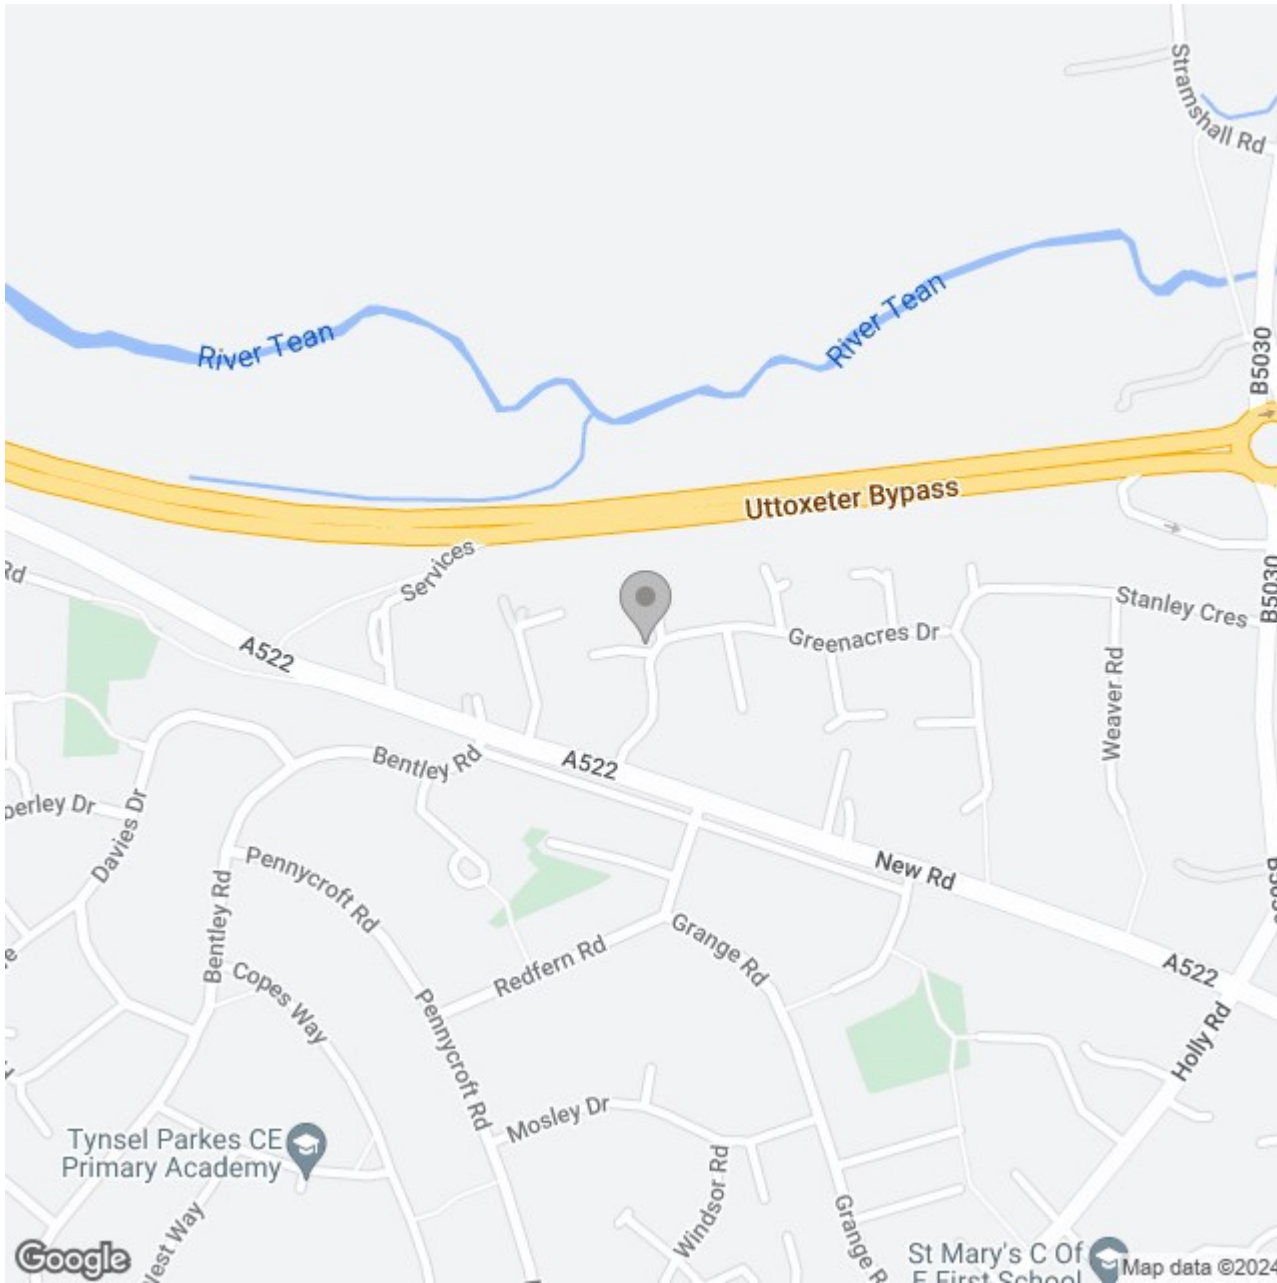 Stramshall Rd
River Tean
River Tean
B5030
Uttoxeter Bypass
Services
Rd
Stanley Cres
B5030
A522
Greenacres Dr
Weaver Rd
Bentley Rd
A522
Davies Dr
New Rd
Pennycroft Rd
Bentley Rd
Grange Rd
Redfern Rd
A522
Copes Way
Pennycroft Rd
Holly Rd
Mosley Dr
Tynsel Parkes CE
Primary Academy
Windsor Rd
Grange R
West Way
St Mary's C Of
E First School
Google
Map data ©2024